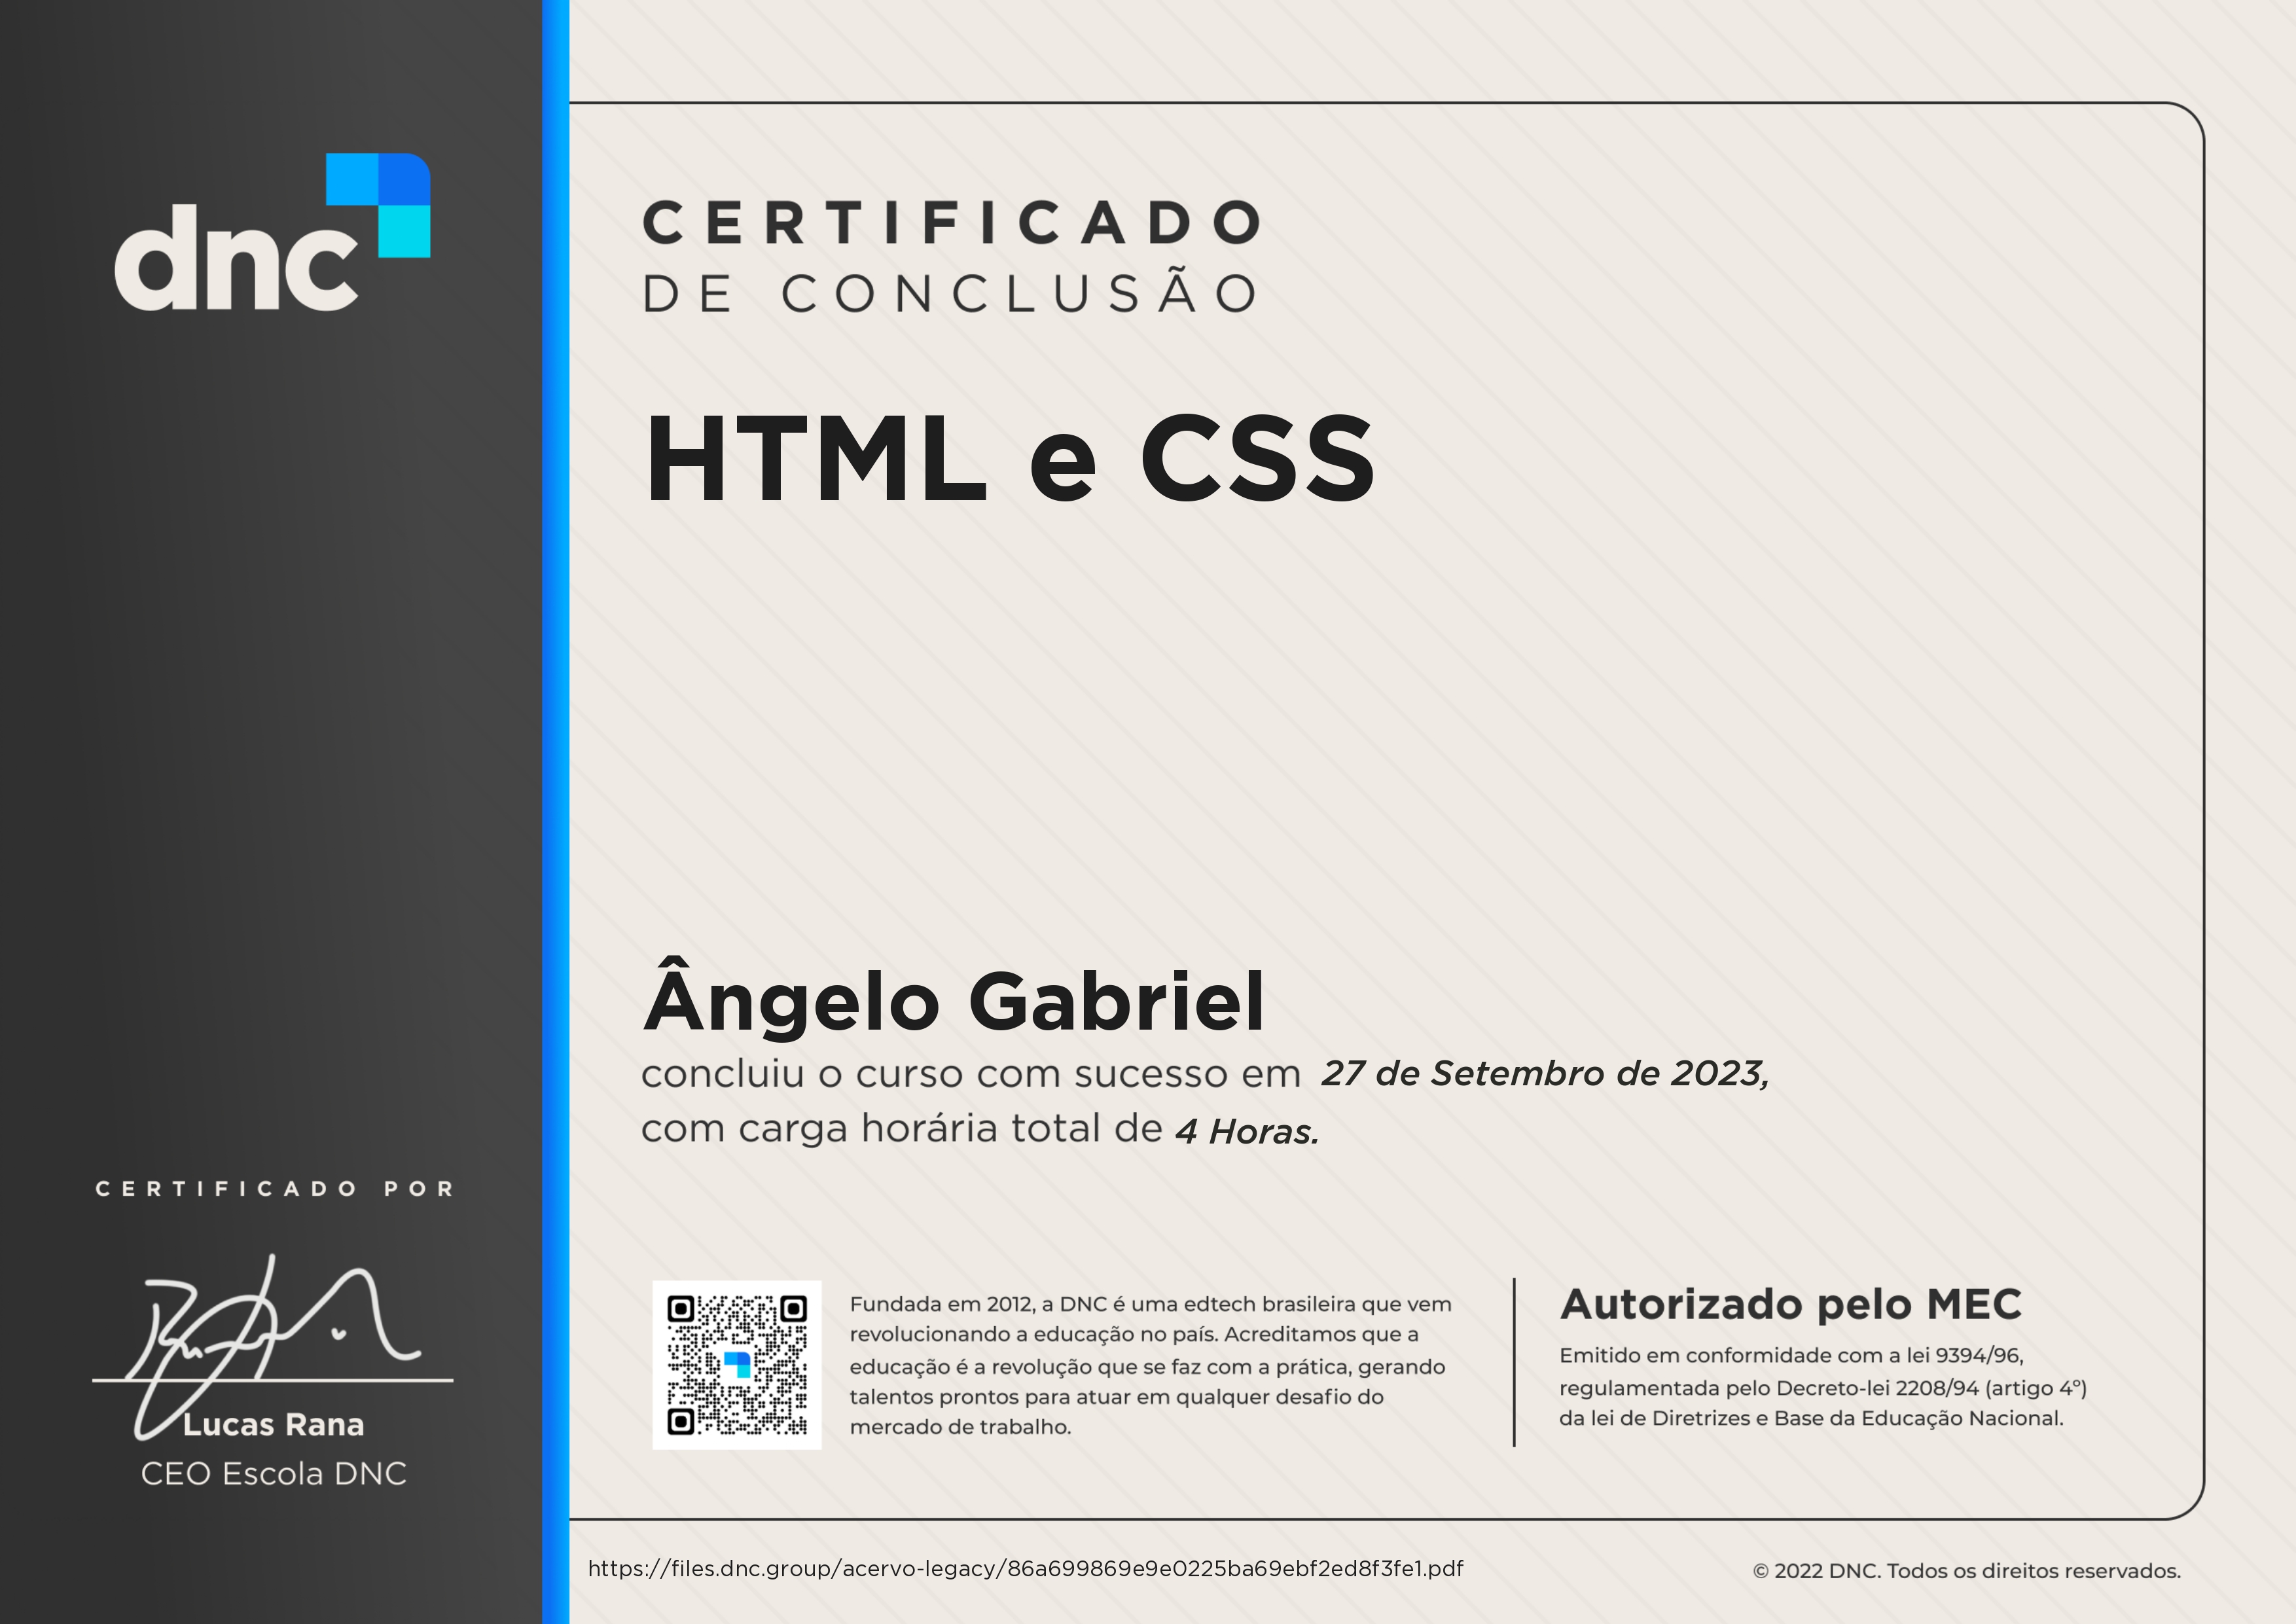 dnc
CERTIFICADO
DE CONCLUSÃO
HTML e CSS
Ângelo Gabriel
concluiu o curso com sucesso em 27 de Setembro de 2023,
com carga horária total de 4 Horas.
CERTIFICADO POR
Lucas Rana
CEO Escola DNC
Fundada em 2012, a DNC é uma edtech brasileira que vem
revolucionando a educação no país. Acreditamos que a
educação é a revolução que se faz com a prática, gerando
talentos prontos para atuar em qualquer desafio do
mercado de trabalho.
Autorizado pelo MEC
Emitido em conformidade com a lei 9394/96,
regulamentada pelo Decreto-lei 2208/94 (artigo 4º)
da lei de Diretrizes e Base da Educação Nacional.
https://files.dnc.group/acervo-legacy/86a699869e9e0225ba69ebf2ed8f3fe1.pdf
© 2022 DNC. Todos os direitos reservados.